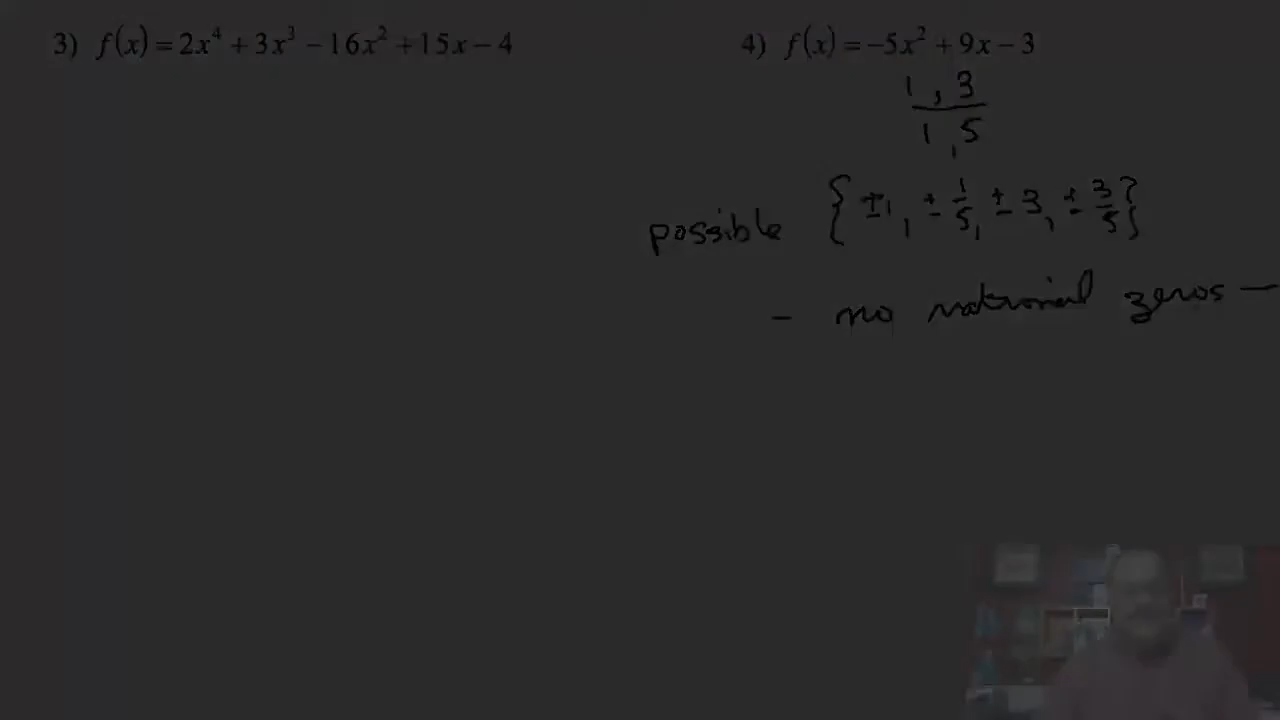 3) f(x) = 2x⁴ + 3x³ − 16x² + 15x − 4
4) f(x) = −5x² + 9x − 3
1 , 3
1 , 5
possible { ±1, ± 1/5, ± 3, ± 3/5 }
- no rational zeros -